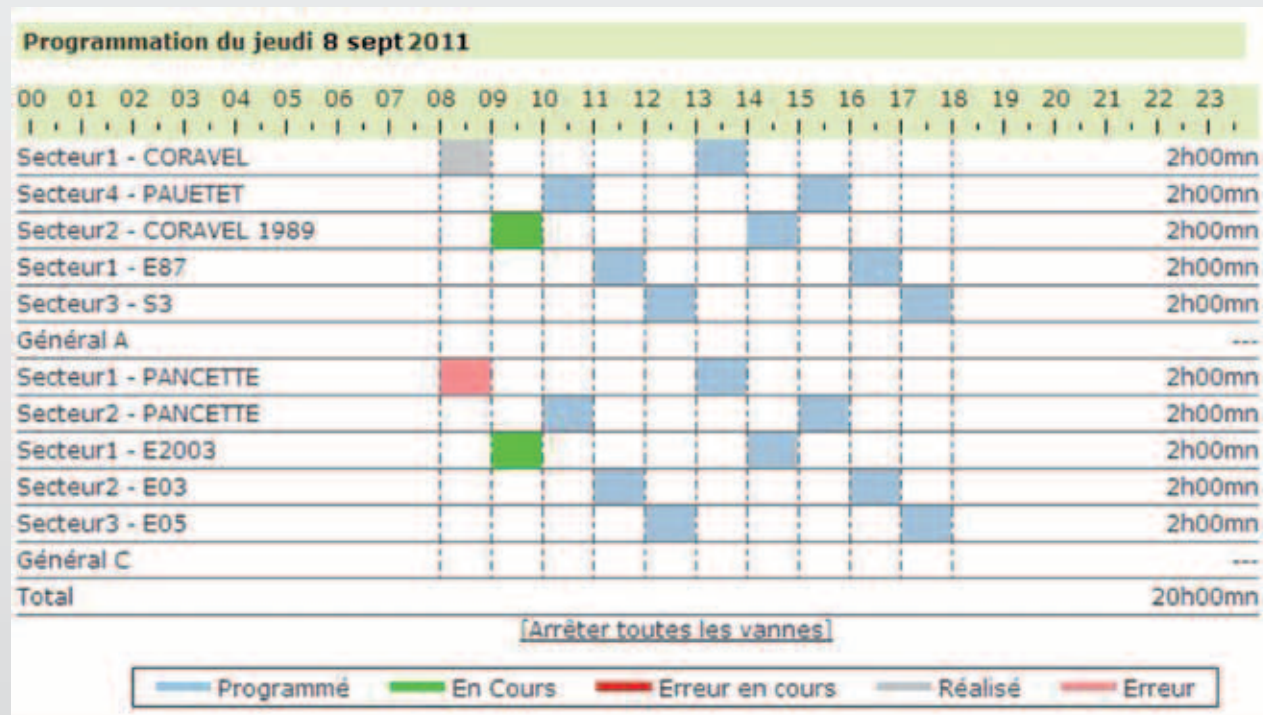 Programmation du jeudi 8 sept 2011
00 01 02 03 04 05 06 07 08 09 10 11 12 13 14 15 16 17 18 19 20 21 22 23
Secteur1 - CORAVEL 2h00mn
Secteur4 - PAUETET 2h00mn
Secteur2 - CORAVEL 1989 2h00mn
Secteur1 - E87 2h00mn
Secteur3 - S3 2h00mn
Général A ---
Secteur1 - PANCETTE 2h00mn
Secteur2 - PANCETTE 2h00mn
Secteur1 - E2003 2h00mn
Secteur2 - E03 2h00mn
Secteur3 - E05 2h00mn
Général C ---
Total 20h00mn
[Arrêter toutes les vannes]
Programmé En Cours Erreur en cours Réalisé Erreur